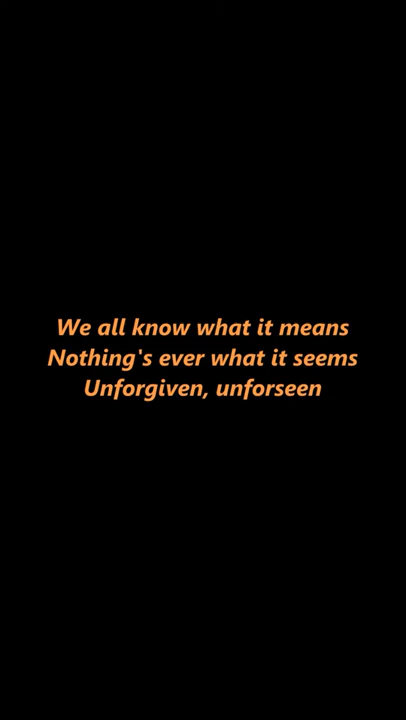 We all know what it means
Nothing's ever what it seems
Unforgiven, unforseen